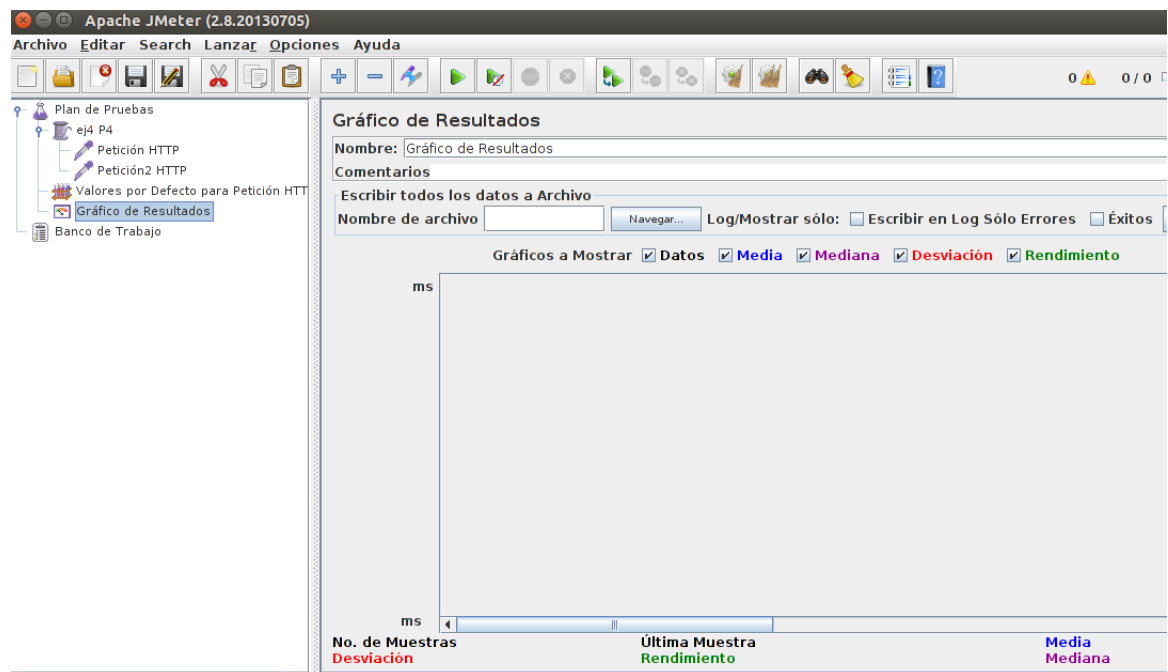 Apache JMeter (2.8.20130705)
Archivo Editar Search Lanzar Opciones Ayuda
0 0 / 0
Plan de Pruebas
ej4 P4
Petición HTTP
Petición2 HTTP
Valores por Defecto para Petición HTT
Gráfico de Resultados
Banco de Trabajo
Gráfico de Resultados
Nombre: Gráfico de Resultados
Comentarios
Escribir todos los datos a Archivo
Nombre de archivo Navegar... Log/Mostrar sólo: Escribir en Log Sólo Errores Éxitos
Gráficos a Mostrar Datos Media Mediana Desviación Rendimiento
ms
ms
No. de Muestras Última Muestra Media
Desviación Rendimiento Mediana